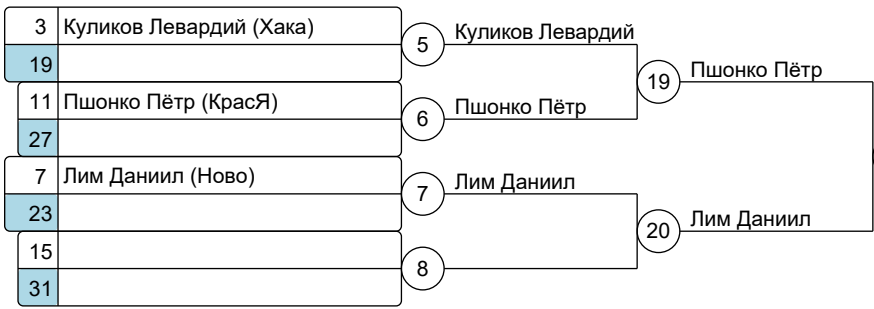 3 Куликов Левардий (Хака)
19
5 Куликов Левардий
11 Пшонко Пётр (КрасЯ)
27
6 Пшонко Пётр
19 Пшонко Пётр
7 Лим Даниил (Ново)
23
7 Лим Даниил
15
31
8
20 Лим Даниил